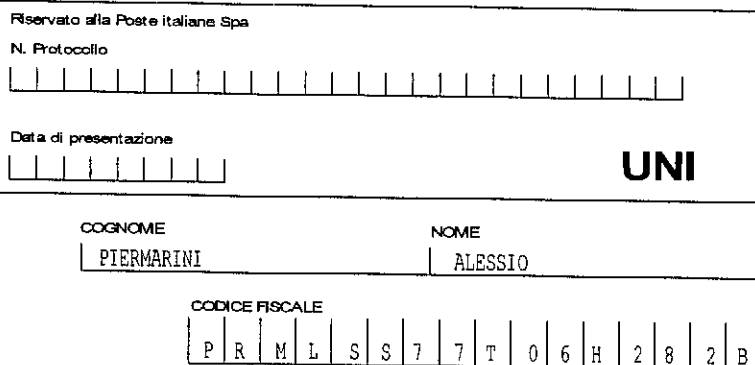 Riservato alla Poste italiane Spa
N. Protocollo
Data di presentazione
UNI
COGNOME NOME
PIERMARINI ALESSIO
CODICE FISCALE
P R M L S S 7 7 T 0 6 H 2 8 2 B